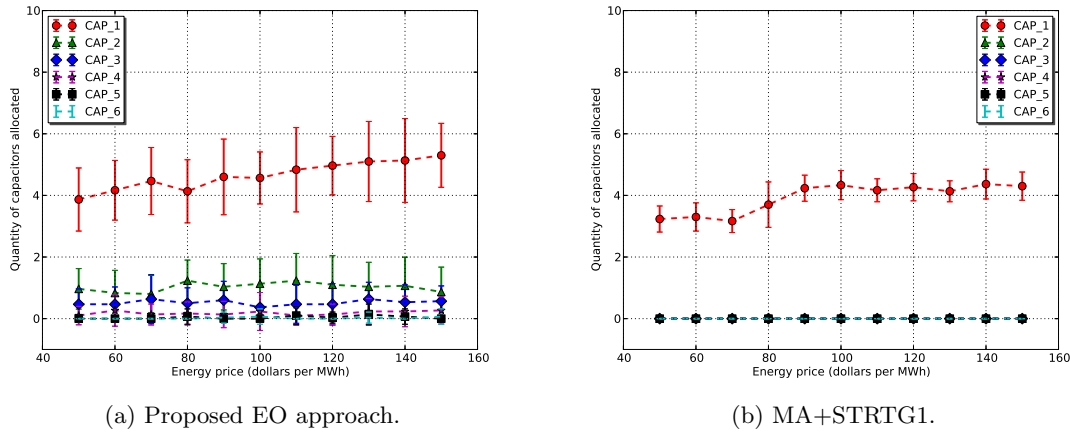 10
8
6
4
2
0
40
60
80
100
120
140
160
Quantity of capacitors allocated
Energy price (dollars per MWh)
CAP_1
CAP_2
CAP_3
CAP_4
CAP_5
CAP_6
(a) Proposed EO approach.
10
8
6
4
2
0
40
60
80
100
120
140
160
Quantity of capacitors allocated
Energy price (dollars per MWh)
CAP_1
CAP_2
CAP_3
CAP_4
CAP_5
CAP_6
(b) MA+STRTG1.